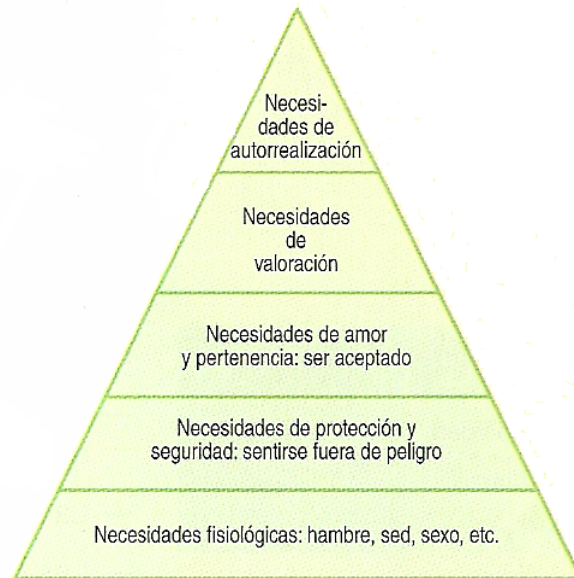 Necesi-
dades de
autorrealización
Necesidades
de
valoración
Necesidades de amor
y pertenencia: ser aceptado
Necesidades de protección y
seguridad: sentirse fuera de peligro
Necesidades fisiológicas: hambre, sed, sexo, etc.